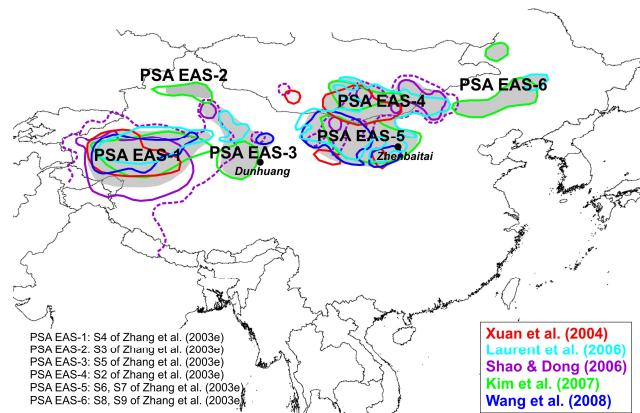 PSA EAS-2
PSA EAS-6
PSA EAS-4
PSA EAS-5
Zhenbaitai
PSA EAS-1
PSA EAS-3
Dunhuang
PSA EAS-1: S4 of Zhang et al. (2003e)
PSA EAS-2: S3 of Zhang et al. (2003e)
PSA EAS-3: S5 of Zhang et al. (2003e)
PSA EAS-4: S2 of Zhang et al. (2003e)
PSA EAS-5: S6, S7 of Zhang et al. (2003e)
PSA EAS-6: S8, S9 of Zhang et al. (2003e)
Xuan et al. (2004)
Laurent et al. (2006)
Shao & Dong (2006)
Kim et al. (2007)
Wang et al. (2008)